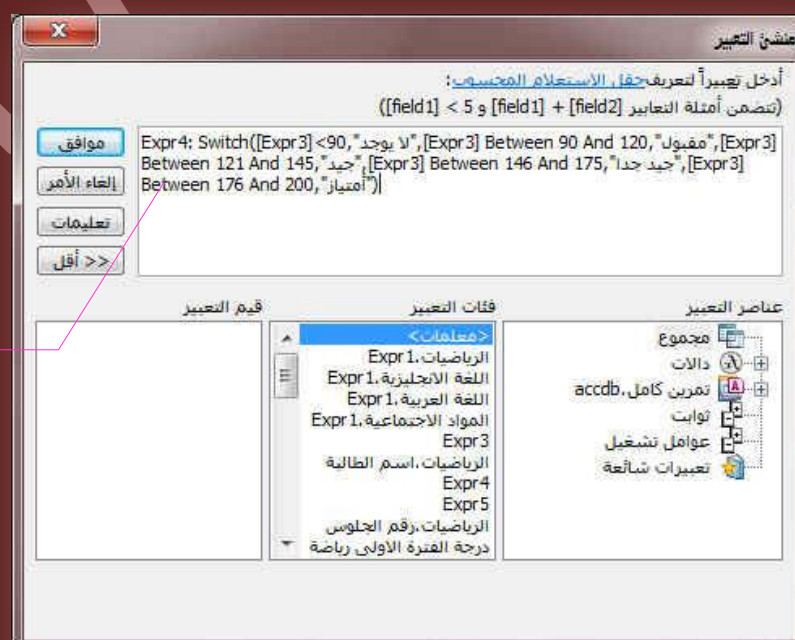 منشئ التعبير
أدخل تعبيراً لتعريف حقل الاستعلام المحسوب:
(تتضمن أمثلة التعابير [field1] + [field2] و [field1] < 5)
Expr4: Switch([Expr3]<90,"لا يوجد",[Expr3] Between 90 And 120,"مقبول",[Expr3]
Between 121 And 145,"جيد",[Expr3] Between 146 And 175,"جيد جدا",[Expr3]
Between 176 And 200,"أمتياز")
موافق
إلغاء الأمر
تعليمات
<< أقل
عناصر التعبير
مجموع
دالات
تمرين كامل.accdb
ثوابت
عوامل تشغيل
تعبيرات شائعة
فئات التعبير
<معلمات>
الرياضيات.Expr1
اللغة الانجليزية.Expr1
اللغة العربية.Expr1
المواد الاجتماعية.Expr1
Expr3
الرياضيات.اسم الطالبة
Expr4
Expr5
الرياضيات.رقم الجلوس
درجة الفترة الاولى رياضة
قيم التعبير